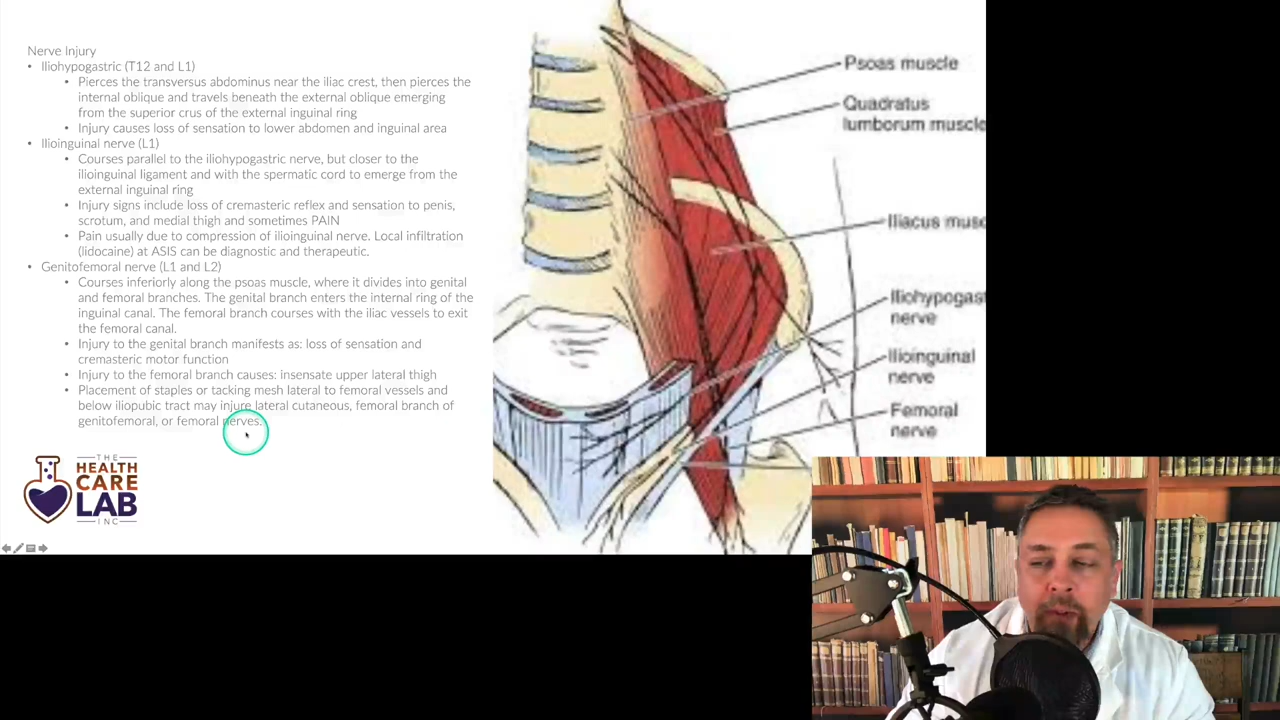 Nerve Injury
• Iliohypogastric (T12 and L1)
• Pierces the transversus abdominus near the iliac crest, then pierces the
internal oblique and travels beneath the external oblique emerging
from the superior crus of the external inguinal ring
• Injury causes loss of sensation to lower abdomen and inguinal area
• Ilioinguinal nerve (L1)
• Courses parallel to the iliohypogastric nerve, but closer to the
ilioinguinal ligament and with the spermatic cord to emerge from the
external inguinal ring
• Injury signs include loss of cremasteric reflex and sensation to penis,
scrotum, and medial thigh and sometimes PAIN
• Pain usually due to compression of ilioinguinal nerve. Local infiltration
(lidocaine) at ASIS can be diagnostic and therapeutic.
• Genitofemoral nerve (L1 and L2)
• Courses inferiorly along the psoas muscle, where it divides into genital
and femoral branches. The genital branch enters the internal ring of the
inguinal canal. The femoral branch courses with the iliac vessels to exit
the femoral canal.
• Injury to the genital branch manifests as: loss of sensation and
cremasteric motor function
• Injury to the femoral branch causes: insensate upper lateral thigh
• Placement of staples or tacking mesh lateral to femoral vessels and
below iliopubic tract may injure lateral cutaneous, femoral branch of
genitofemoral, or femoral nerves.
THE
HEALTH
CARE
LAB
INC
Psoas muscle
Quadratus
lumborum muscle
Iliacus musc
Iliohypogast
nerve
Ilioinguinal
nerve
Femoral
nerve